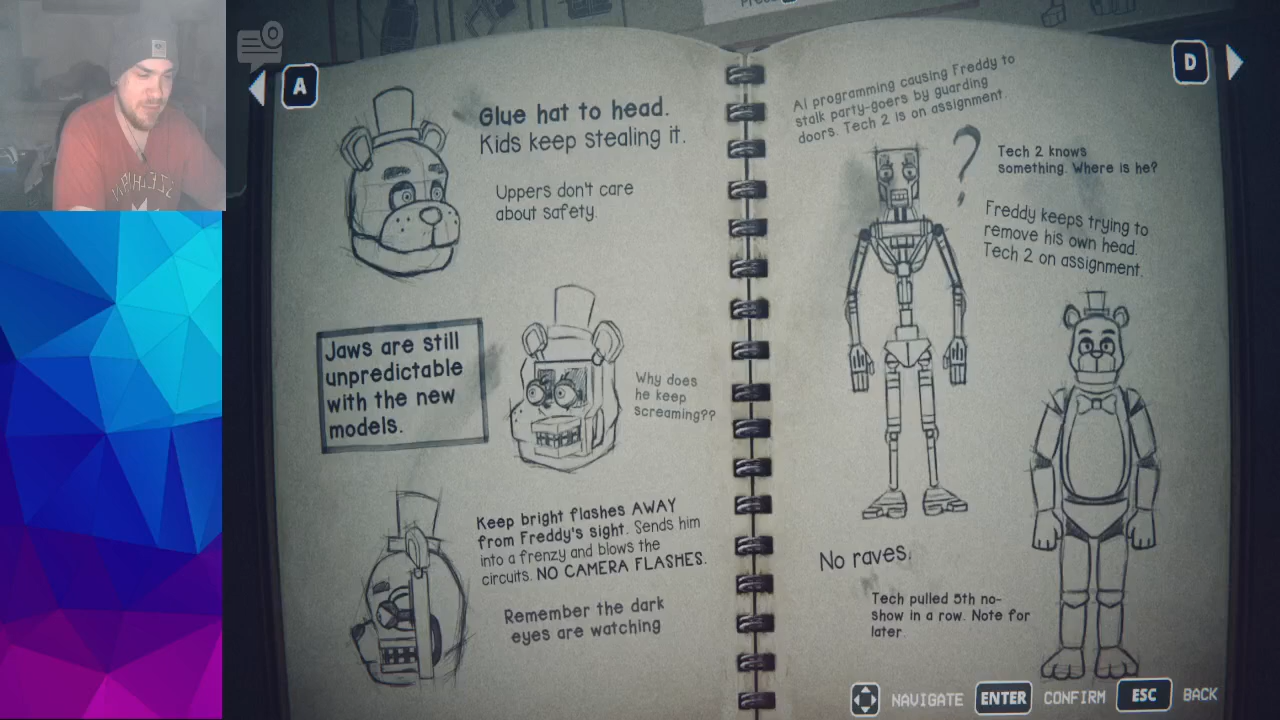 A
D
Glue hat to head.
Kids keep stealing it.
Uppers don't care
about safety.
Jaws are still
unpredictable
with the new
models.
Why does
he keep
screaming??
Keep bright flashes AWAY
from Freddy's sight. Sends him
into a frenzy and blows the
circuits. NO CAMERA FLASHES.
Remember the dark
eyes are watching
AI programming causing Freddy to
stalk party-goers by guarding
doors. Tech 2 is on assignment.
?
Tech 2 knows
something. Where is he?
Freddy keeps trying to
remove his own head.
Tech 2 on assignment.
No raves.
Tech pulled 5th no-
show in a row. Note for
later.
NAVIGATE ENTER CONFIRM ESC BACK